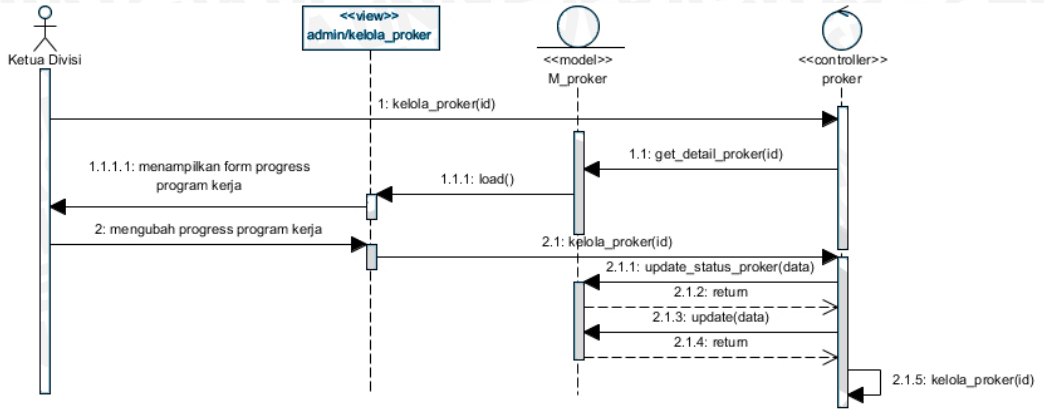 <<view>>
admin/kelola_proker
Ketua Divisi
<<model>>
M_proker
<<controller>>
proker
1: kelola_proker(id)
1.1: get_detail_proker(id)
1.1.1.1: menampilkan form progress
program kerja
1.1.1: load()
2: mengubah progress program kerja
2.1: kelola_proker(id)
2.1.1: update_status_proker(data)
2.1.2: return
2.1.3: update(data)
2.1.4: return
2.1.5: kelola_proker(id)